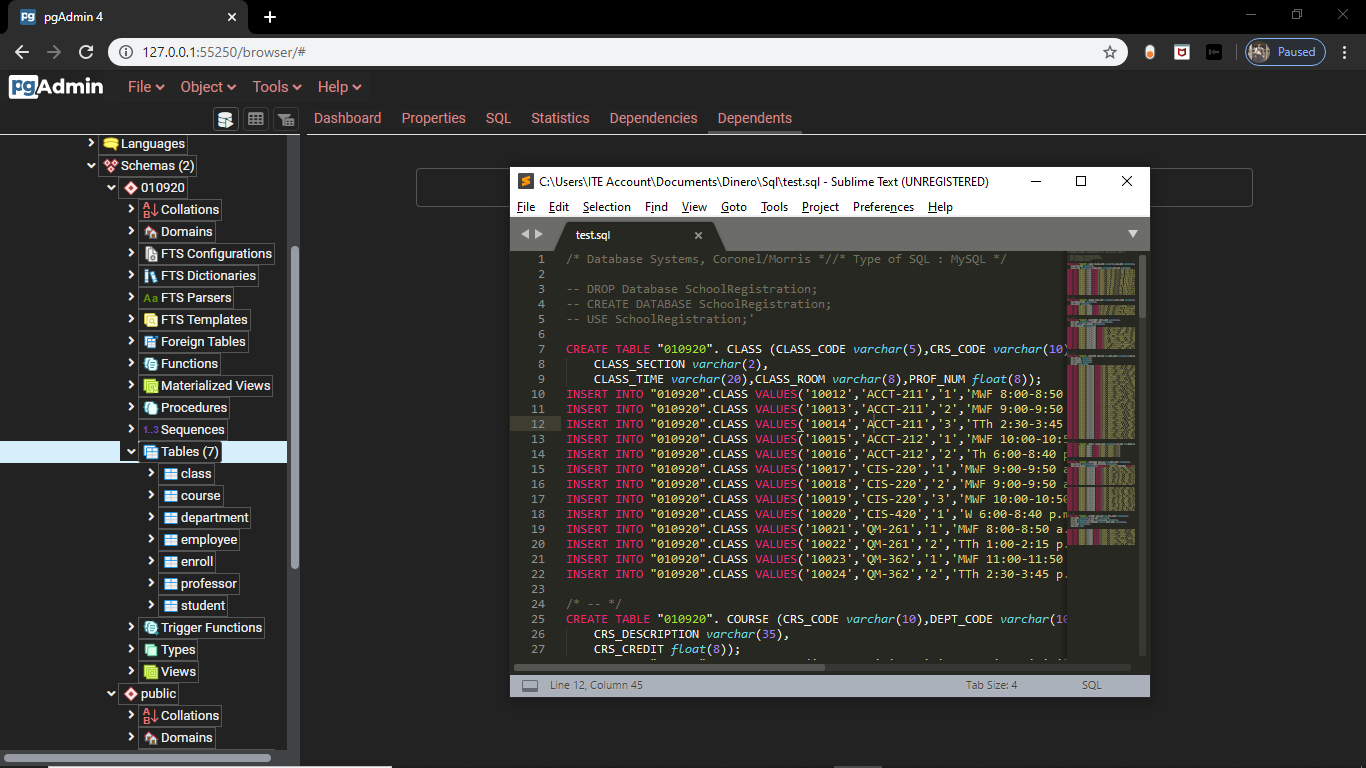 pgAdmin 4
127.0.0.1:55250/browser/#
Paused
pgAdmin
File
Object
Tools
Help
Dashboard
Properties
SQL
Statistics
Dependencies
Dependents
Languages
Schemas (2)
010920
Collations
Domains
FTS Configurations
FTS Dictionaries
Aa FTS Parsers
FTS Templates
Foreign Tables
Functions
Materialized Views
Procedures
1..3 Sequences
Tables (7)
class
course
department
employee
enroll
professor
student
Trigger Functions
Types
Views
public
Collations
Domains
C:\Users\ITE Account\Documents\Dinero\Sql\test.sql - Sublime Text (UNREGISTERED)
File Edit Selection Find View Goto Tools Project Preferences Help
test.sql
1 /* Database Systems, Coronel/Morris *//* Type of SQL : MySQL */
2
3 -- DROP Database SchoolRegistration;
4 -- CREATE DATABASE SchoolRegistration;
5 -- USE SchoolRegistration;'
6
7 CREATE TABLE "010920". CLASS (CLASS_CODE varchar(5),CRS_CODE varchar(10)
8 CLASS_SECTION varchar(2),
9 CLASS_TIME varchar(20),CLASS_ROOM varchar(8),PROF_NUM float(8));
10 INSERT INTO "010920".CLASS VALUES('10012','ACCT-211','1','MWF 8:00-8:50
11 INSERT INTO "010920".CLASS VALUES('10013','ACCT-211','2','MWF 9:00-9:50
12 INSERT INTO "010920".CLASS VALUES('10014','ACCT-211','3','TTh 2:30-3:45
13 INSERT INTO "010920".CLASS VALUES('10015','ACCT-212','1','MWF 10:00-10:5
14 INSERT INTO "010920".CLASS VALUES('10016','ACCT-212','2','Th 6:00-8:40 p
15 INSERT INTO "010920".CLASS VALUES('10017','CIS-220','1','MWF 9:00-9:50 a
16 INSERT INTO "010920".CLASS VALUES('10018','CIS-220','2','MWF 9:00-9:50 a
17 INSERT INTO "010920".CLASS VALUES('10019','CIS-220','3','MWF 10:00-10:50
18 INSERT INTO "010920".CLASS VALUES('10020','CIS-420','1','W 6:00-8:40 p.m
19 INSERT INTO "010920".CLASS VALUES('10021','QM-261','1','MWF 8:00-8:50 a.
20 INSERT INTO "010920".CLASS VALUES('10022','QM-261','2','TTh 1:00-2:15 p.
21 INSERT INTO "010920".CLASS VALUES('10023','QM-362','1','MWF 11:00-11:50
22 INSERT INTO "010920".CLASS VALUES('10024','QM-362','2','TTh 2:30-3:45 p.
23
24 /* -- */
25 CREATE TABLE "010920". COURSE (CRS_CODE varchar(10),DEPT_CODE varchar(10
26 CRS_DESCRIPTION varchar(35),
27 CRS_CREDIT float(8));
Line 12, Column 45
Tab Size: 4
SQL